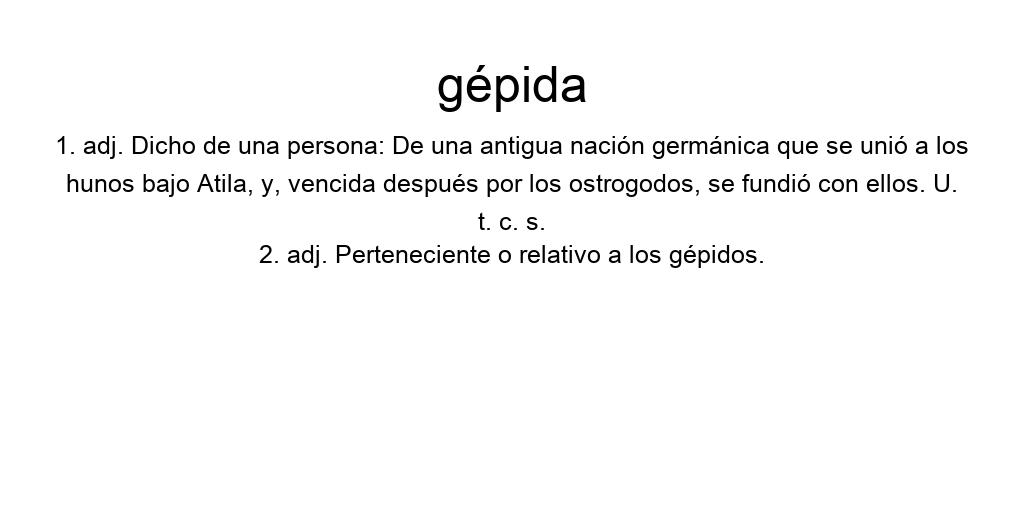 gépida
1. adj. Dicho de una persona: De una antigua nación germánica que se unió a los
hunos bajo Atila, y, vencida después por los ostrogodos, se fundió con ellos. U.
t. c. s.
2. adj. Perteneciente o relativo a los gépidos.